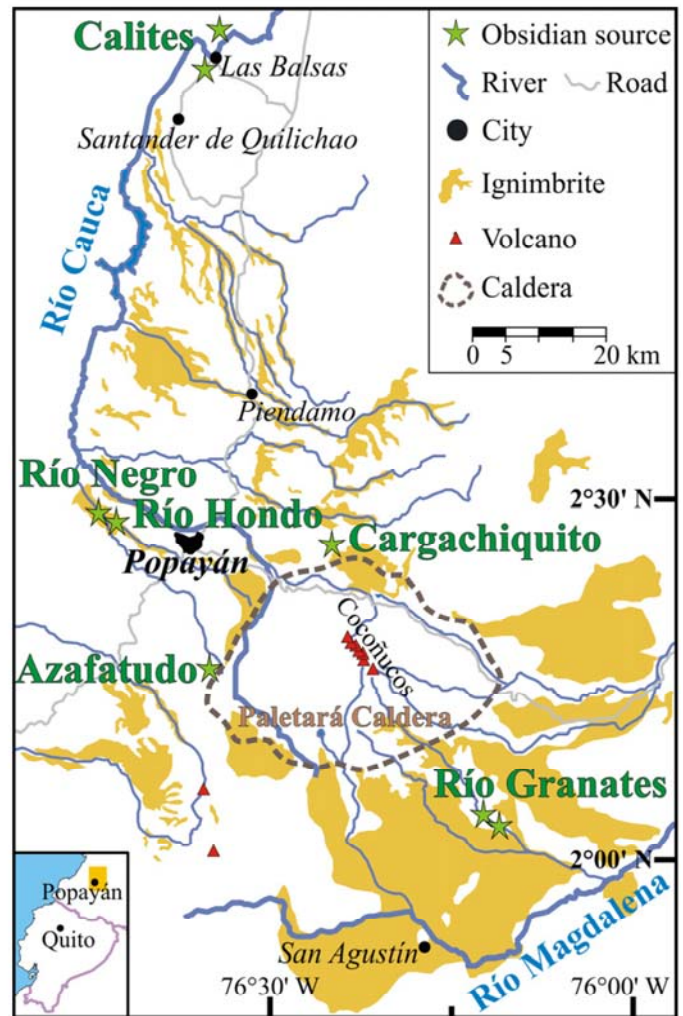 Calites
Las Balsas
Santander de Quilichao
Río Cauca
Piendamo
Río Negro
Río Hondo
Popayán
Cargachiquito
Azafatudo
Cocoñucos
Paletará Caldera
Río Granates
Río Magdalena
San Agustín
Obsidian source
River
Road
City
Ignimbrite
Volcano
Caldera
0 5 20 km
2°30' N
2°00' N
76°30' W
76°00' W
Popayán
Quito